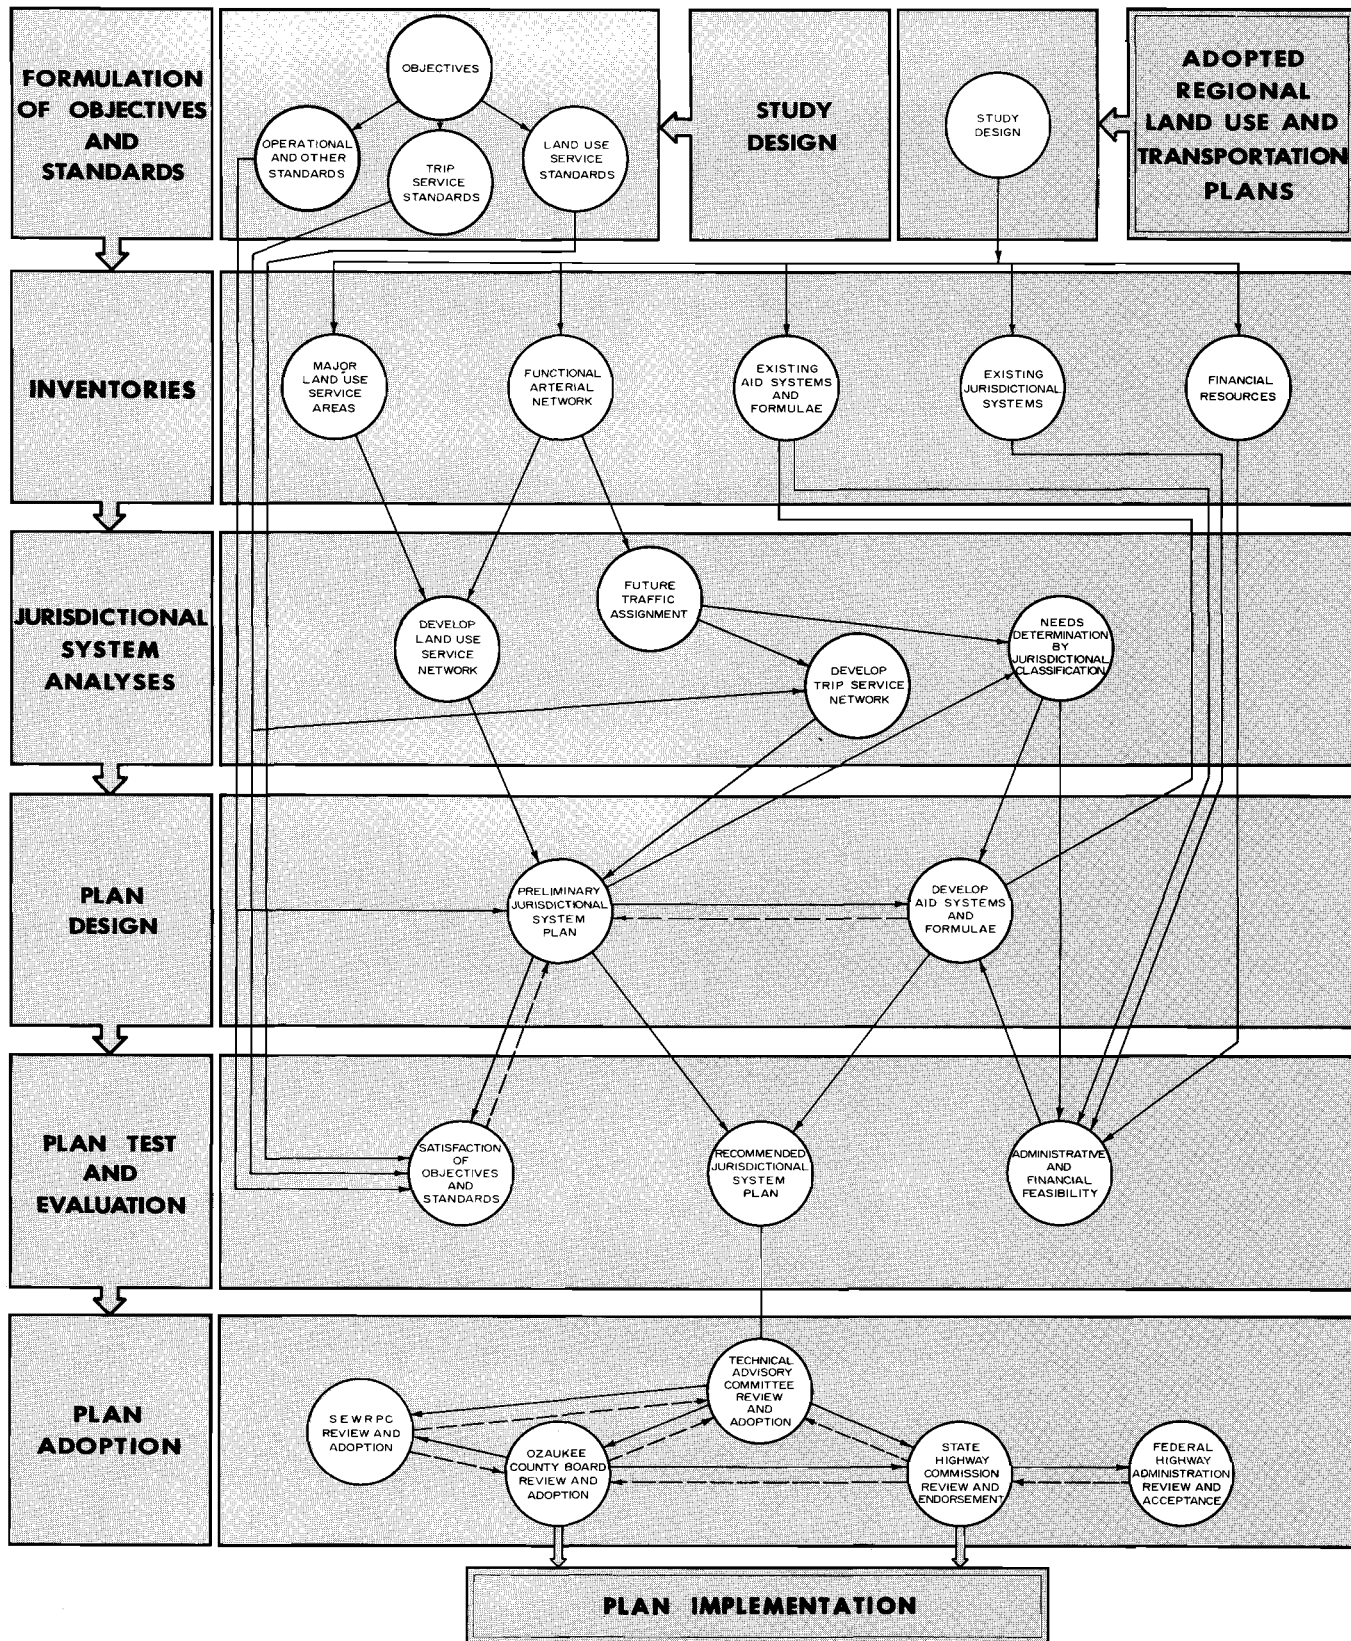 FORMULATION
OF OBJECTIVES
AND
STANDARDS
OBJECTIVES
OPERATIONAL
AND OTHER
STANDARDS
TRIP
SERVICE
STANDARDS
LAND USE
SERVICE
STANDARDS
STUDY
DESIGN
STUDY
DESIGN
ADOPTED
REGIONAL
LAND USE AND
TRANSPORTATION
PLANS
INVENTORIES
MAJOR
LAND USE
SERVICE
AREAS
FUNCTIONAL
ARTERIAL
NETWORK
EXISTING
AID SYSTEMS
AND
FORMULAE
EXISTING
JURISDICTIONAL
SYSTEMS
FINANCIAL
RESOURCES
JURISDICTIONAL
SYSTEM
ANALYSES
DEVELOP
LAND USE
SERVICE
NETWORK
FUTURE
TRAFFIC
ASSIGNMENT
DEVELOP
TRIP SERVICE
NETWORK
NEEDS
DETERMINATION
BY
JURISDICTIONAL
CLASSIFICATION
PLAN
DESIGN
PRELIMINARY
JURISDICTIONAL
SYSTEM
PLAN
DEVELOP
AID SYSTEMS
AND
FORMULAE
PLAN TEST
AND
EVALUATION
SATISFACTION
OF
OBJECTIVES
AND
STANDARDS
RECOMMENDED
JURISDICTIONAL
SYSTEM
PLAN
ADMINISTRATIVE
AND
FINANCIAL
FEASIBILITY
PLAN
ADOPTION
SEWRPC
REVIEW AND
ADOPTION
OZAUKEE
COUNTY BOARD
REVIEW AND
ADOPTION
TECHNICAL
ADVISORY
COMMITTEE
REVIEW
AND
ADOPTION
STATE
HIGHWAY
COMMISSION
REVIEW AND
ENDORSEMENT
FEDERAL
HIGHWAY
ADMINISTRATION
REVIEW AND
ACCEPTANCE
PLAN IMPLEMENTATION